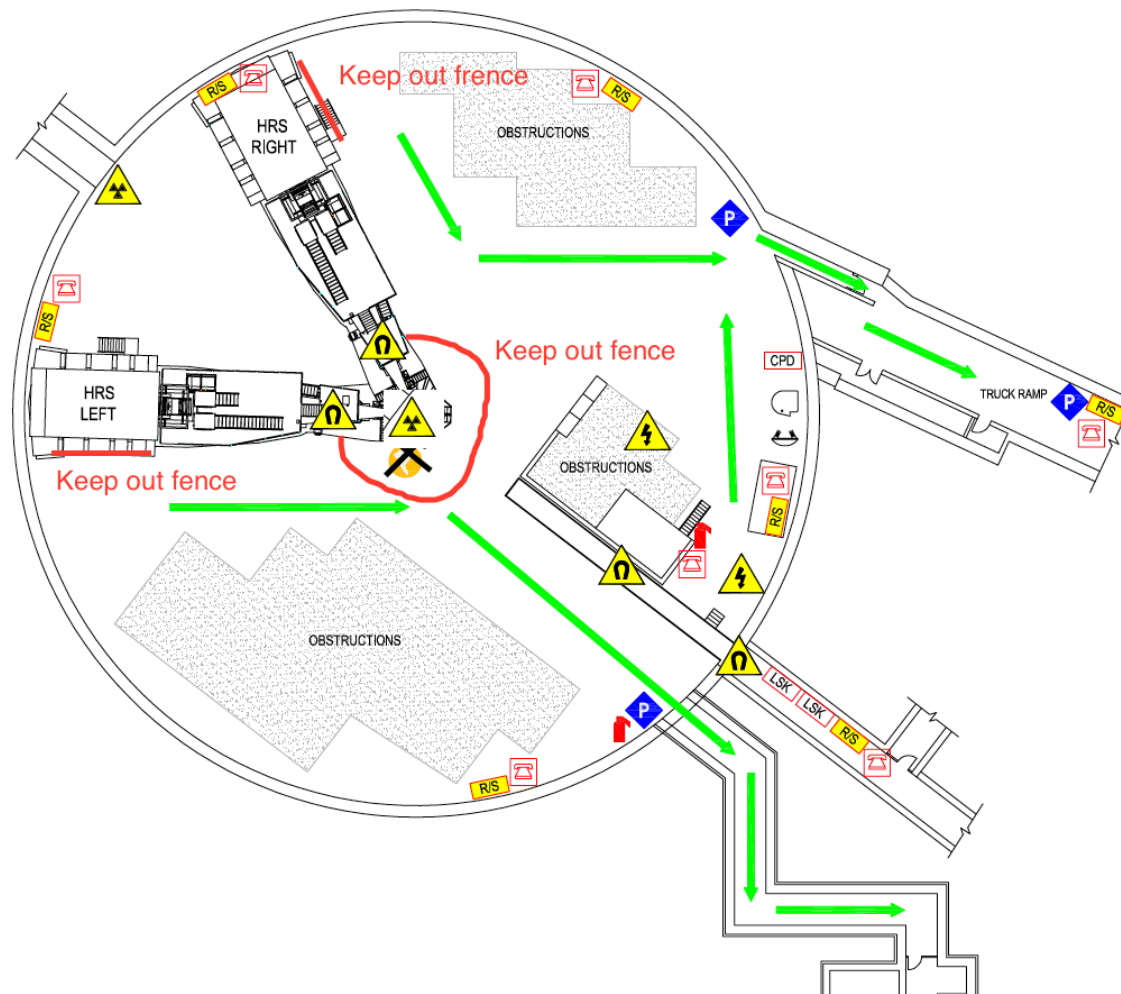 Keep out frence
R/S
R/S
OBSTRUCTIONS
HRS
RIGHT
P
R/S
Keep out fence
CPD
HRS
LEFT
TRUCK RAMP
P
R/S
OBSTRUCTIONS
Keep out fence
R/S
OBSTRUCTIONS
LSK
LSK
P
R/S
R/S